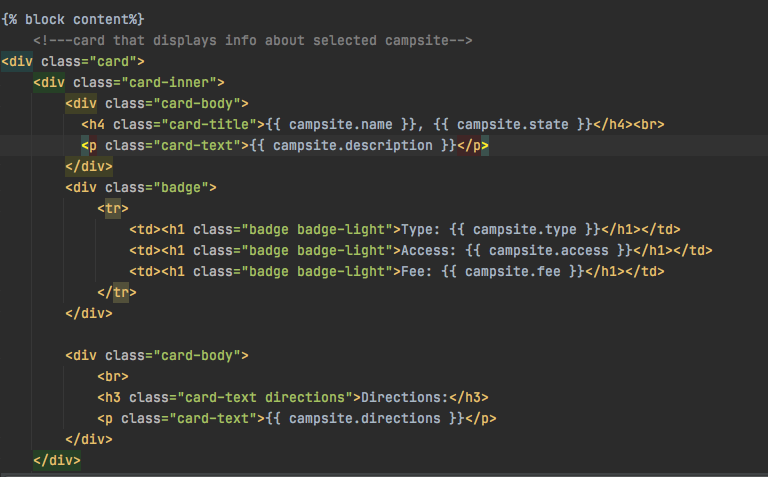 {% block content%}
    <!---card that displays info about selected campsite-->
<div class="card">
    <div class="card-inner">
        <div class="card-body">
          <h4 class="card-title">{{ campsite.name }}, {{ campsite.state }}</h4><br>
          <p class="card-text">{{ campsite.description }}</p>
        </div>
        <div class="badge">
            <tr>
                <td><h1 class="badge badge-light">Type: {{ campsite.type }}</h1></td>
                <td><h1 class="badge badge-light">Access: {{ campsite.access }}</h1></td>
                <td><h1 class="badge badge-light">Fee: {{ campsite.fee }}</h1></td>
            </tr>
        </div>

        <div class="card-body">
            <br>
            <h3 class="card-text directions">Directions:</h3>
            <p class="card-text">{{ campsite.directions }}</p>
        </div>
    </div>